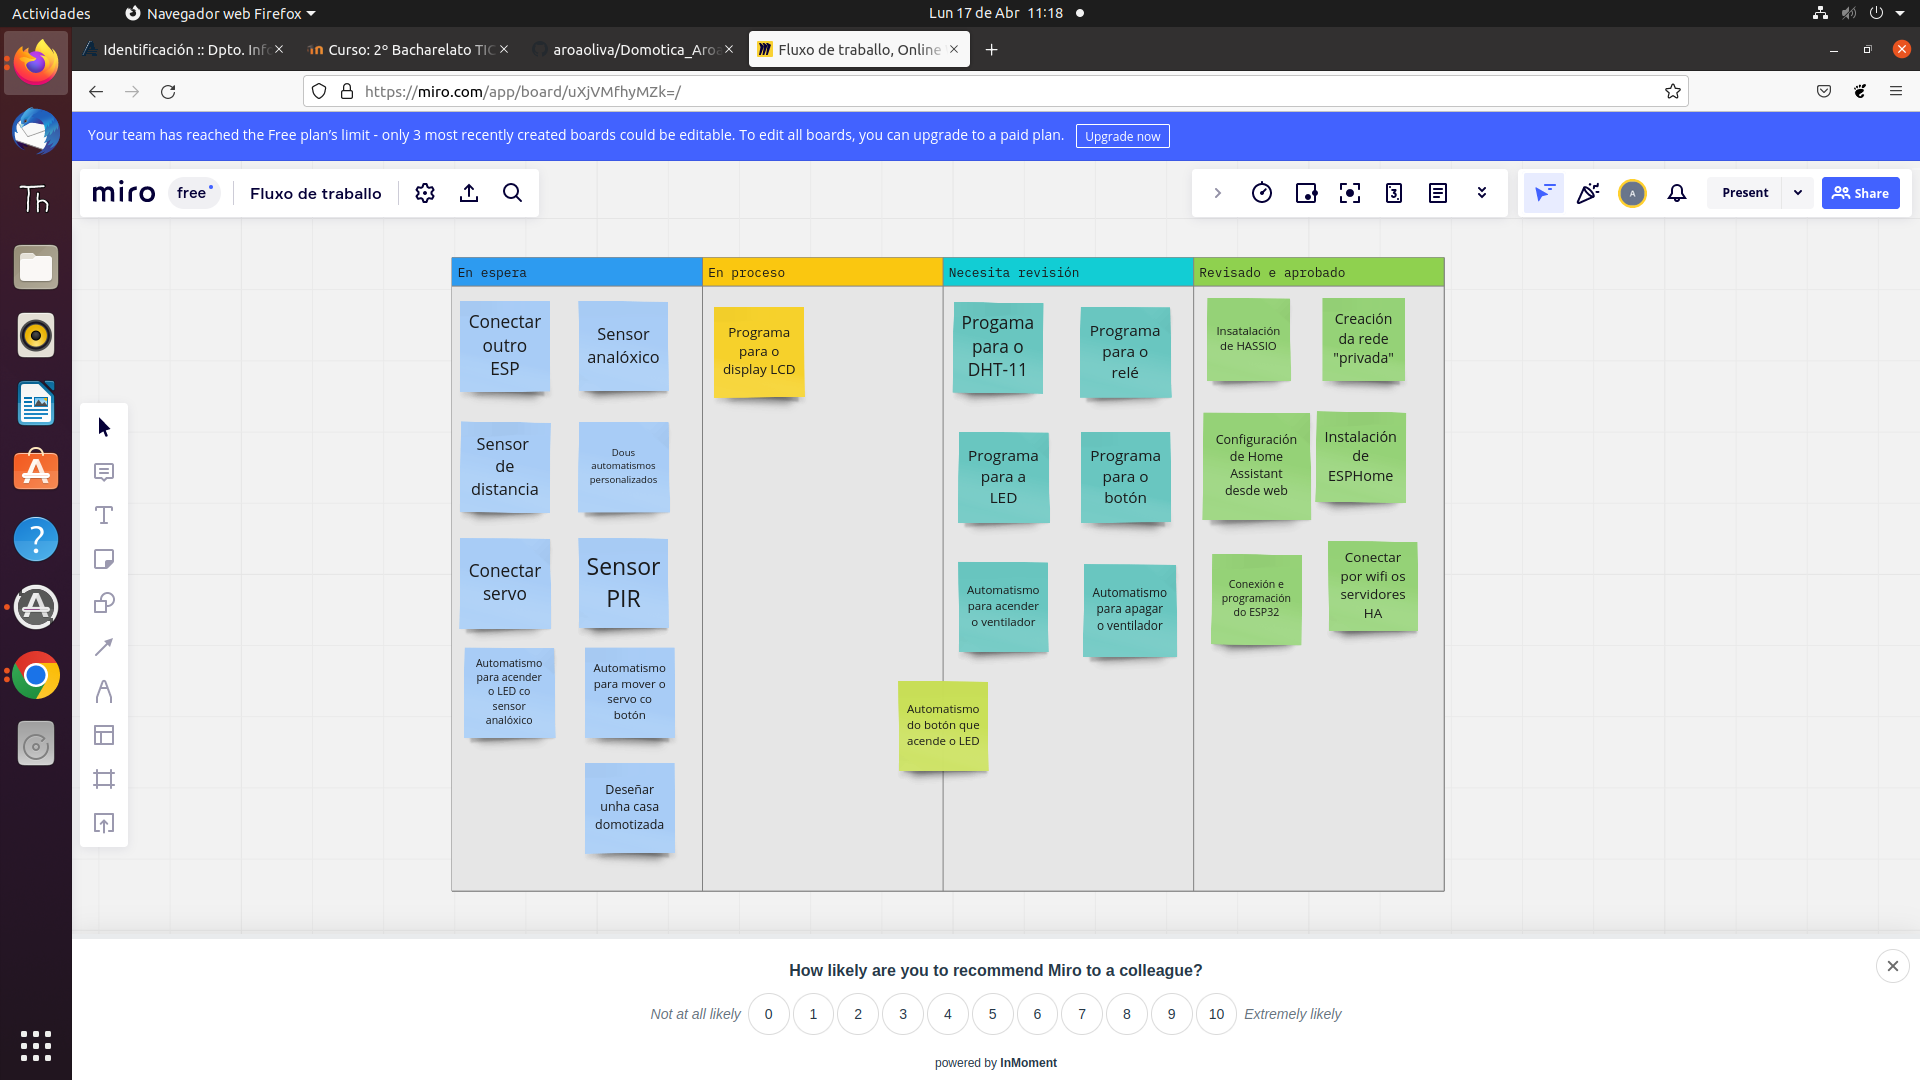 Actividades
Navegador web Firefox
Lun 17 de Abr 11:18
Identificación :: Dpto. Info
Curso: 2º Bacharelato TIC
aroaoliva/Domotica_Aroa
Fluxo de traballo, Online
https://miro.com/app/board/uXjVMfhyMZk=/
Your team has reached the Free plan’s limit - only 3 most recently created boards could be editable. To edit all boards, you can upgrade to a paid plan.
Upgrade now
miro
free
Fluxo de traballo
3
A
Present
Share
En espera
En proceso
Necesita revisión
Revisado e aprobado
Conectar
outro
ESP
Sensor
analóxico
Sensor
de
distancia
Dous
automatismos
personalizados
Conectar
servo
Sensor
PIR
Automatismo
para acender
o LED co
sensor
analóxico
Automatismo
para mover o
servo co
botón
Deseñar
unha casa
domotizada
Programa
para o
display LCD
Progama
para o
DHT-11
Programa
para o
relé
Programa
para a
LED
Programa
para o
botón
Automatismo
para acender
o ventilador
Automatismo
para apagar
o ventilador
Automatismo
do botón que
acende o LED
Insatalación
de HASSIO
Creación
da rede
"privada"
Configuración
de Home
Assistant
desde web
Instalación
de
ESPHome
Conexión e
programación
do ESP32
Conectar
por wifi os
servidores
HA
Th
How likely are you to recommend Miro to a colleague?
Not at all likely 0 1 2 3 4 5 6 7 8 9 10 Extremely likely
powered by InMoment